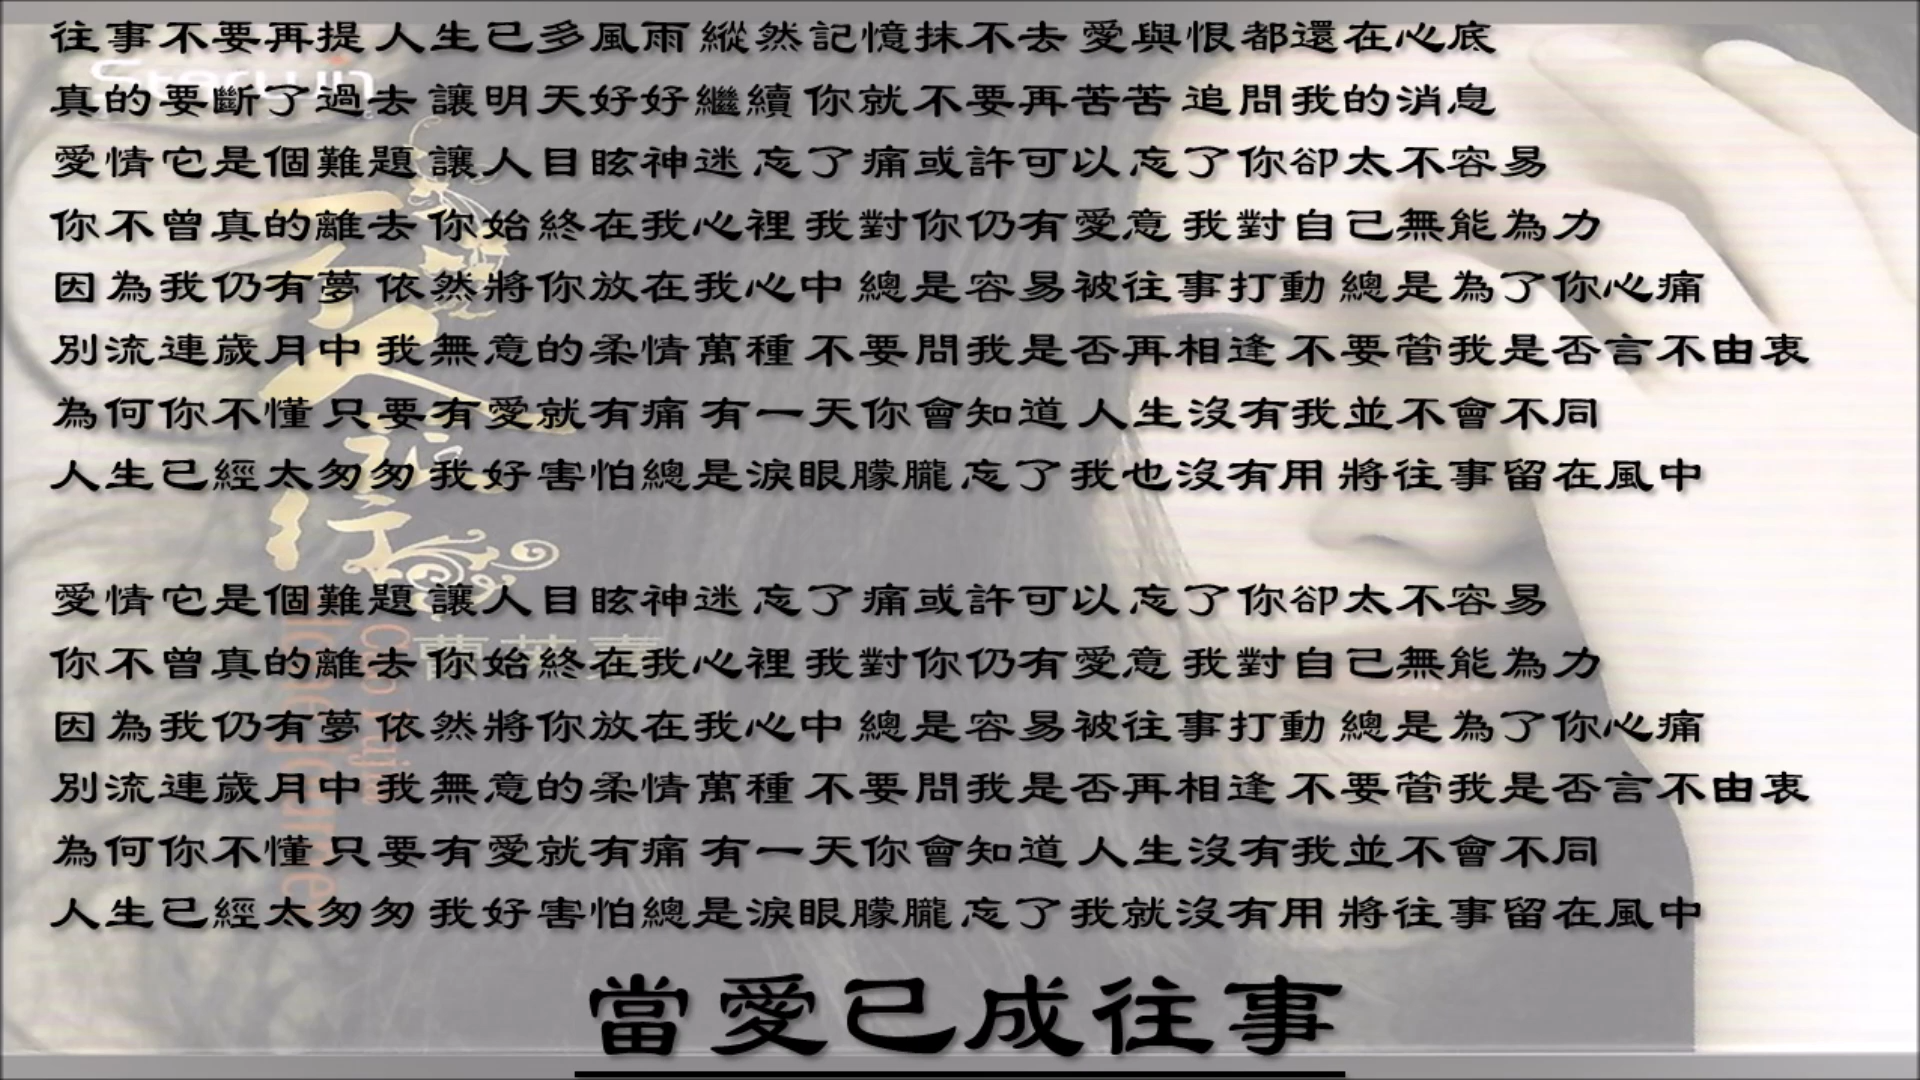 往事不要再提 人生已多風雨 縱然記憶抹不去 愛與恨都還在心底
真的要斷了過去 讓明天好好繼續 你就不要再苦苦 追問我的消息
愛情它是個難題 讓人目眩神迷 忘了痛或許可以 忘了你卻太不容易
你不曾真的離去 你始終在我心裡 我對你仍有愛意 我對自己無能為力
因為我仍有夢 依然將你放在我心中 總是容易被往事打動 總是為了你心痛
別流連歲月中 我無意的柔情萬種 不要問我是否再相逢 不要管我是否言不由衷
為何你不懂 只要有愛就有痛 有一天你會知道 人生沒有我並不會不同
人生已經太匆匆 我好害怕總是淚眼朦朧 忘了我也沒有用 將往事留在風中
愛情它是個難題 讓人目眩神迷 忘了痛或許可以 忘了你卻太不容易
你不曾真的離去 你始終在我心裡 我對你仍有愛意 我對自己無能為力
因為我仍有夢 依然將你放在我心中 總是容易被往事打動 總是為了你心痛
別流連歲月中 我無意的柔情萬種 不要問我是否再相逢 不要管我是否言不由衷
為何你不懂 只要有愛就有痛 有一天你會知道 人生沒有我並不會不同
人生已經太匆匆 我好害怕總是淚眼朦朧 忘了我就沒有用 將往事留在風中
當愛已成往事